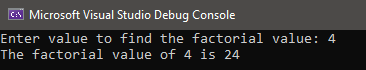 Microsoft Visual Studio Debug Console
Enter value to find the factorial value: 4
The factorial value of 4 is 24